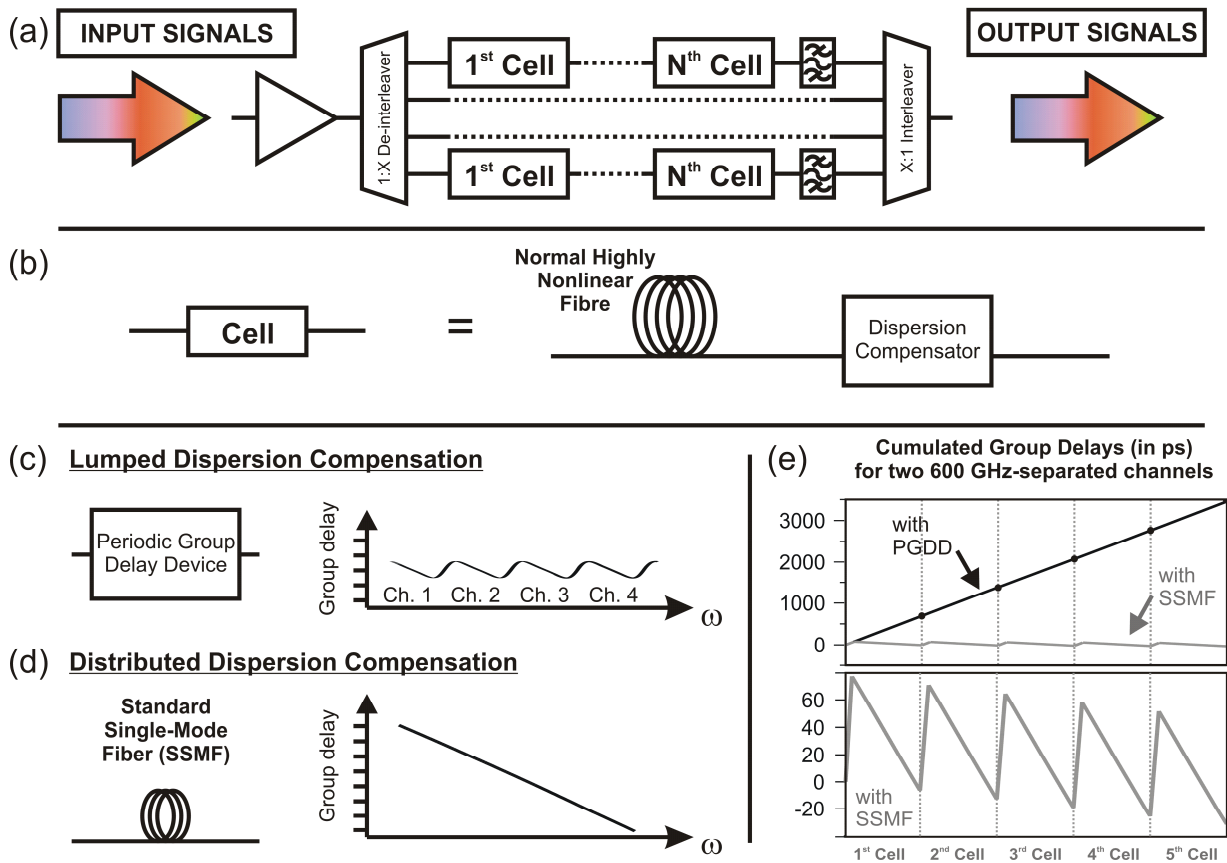 (a)
INPUT SIGNALS
OUTPUT SIGNALS
1:X De-interleaver
1st Cell
Nth Cell
1st Cell
Nth Cell
X:1 Interleaver
(b)
Cell
=
Normal Highly
Nonlinear
Fibre
Dispersion
Compensator
(c) Lumped Dispersion Compensation
Periodic Group
Delay Device
Group delay
Ch. 1 Ch. 2 Ch. 3 Ch. 4
ω
(d) Distributed Dispersion Compensation
Standard
Single-Mode
Fiber (SSMF)
Group delay
ω
(e)
Cumulated Group Delays (in ps)
for two 600 GHz-separated channels
3000
2000
1000
0
with
PGDD
with
SSMF
60
40
20
0
-20
with
SSMF
1st Cell 2nd Cell 3rd Cell 4th Cell 5th Cell